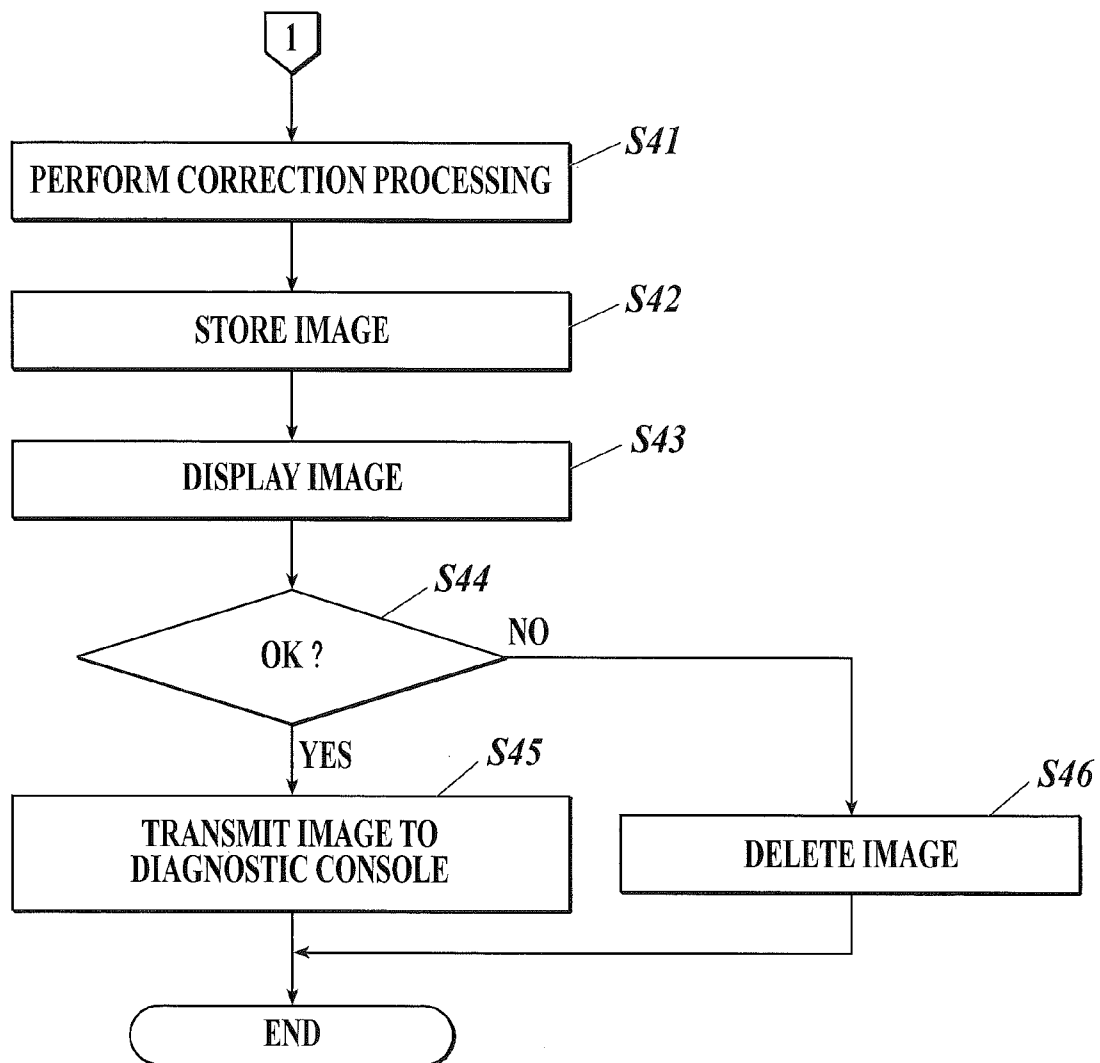 1
S41
PERFORM CORRECTION PROCESSING
S42
STORE IMAGE
S43
DISPLAY IMAGE
S44
OK ?
NO
YES
S45
TRANSMIT IMAGE TO
DIAGNOSTIC CONSOLE
S46
DELETE IMAGE
END